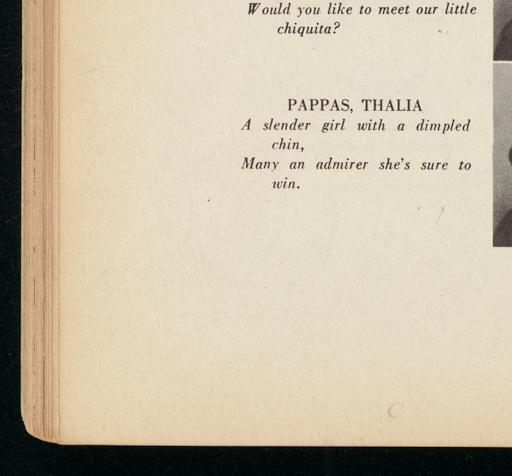 Would you like to meet our little
chiquita?
PAPPAS, THALIA
A slender girl with a dimpled
chin,
Many an admirer she's sure to
win.